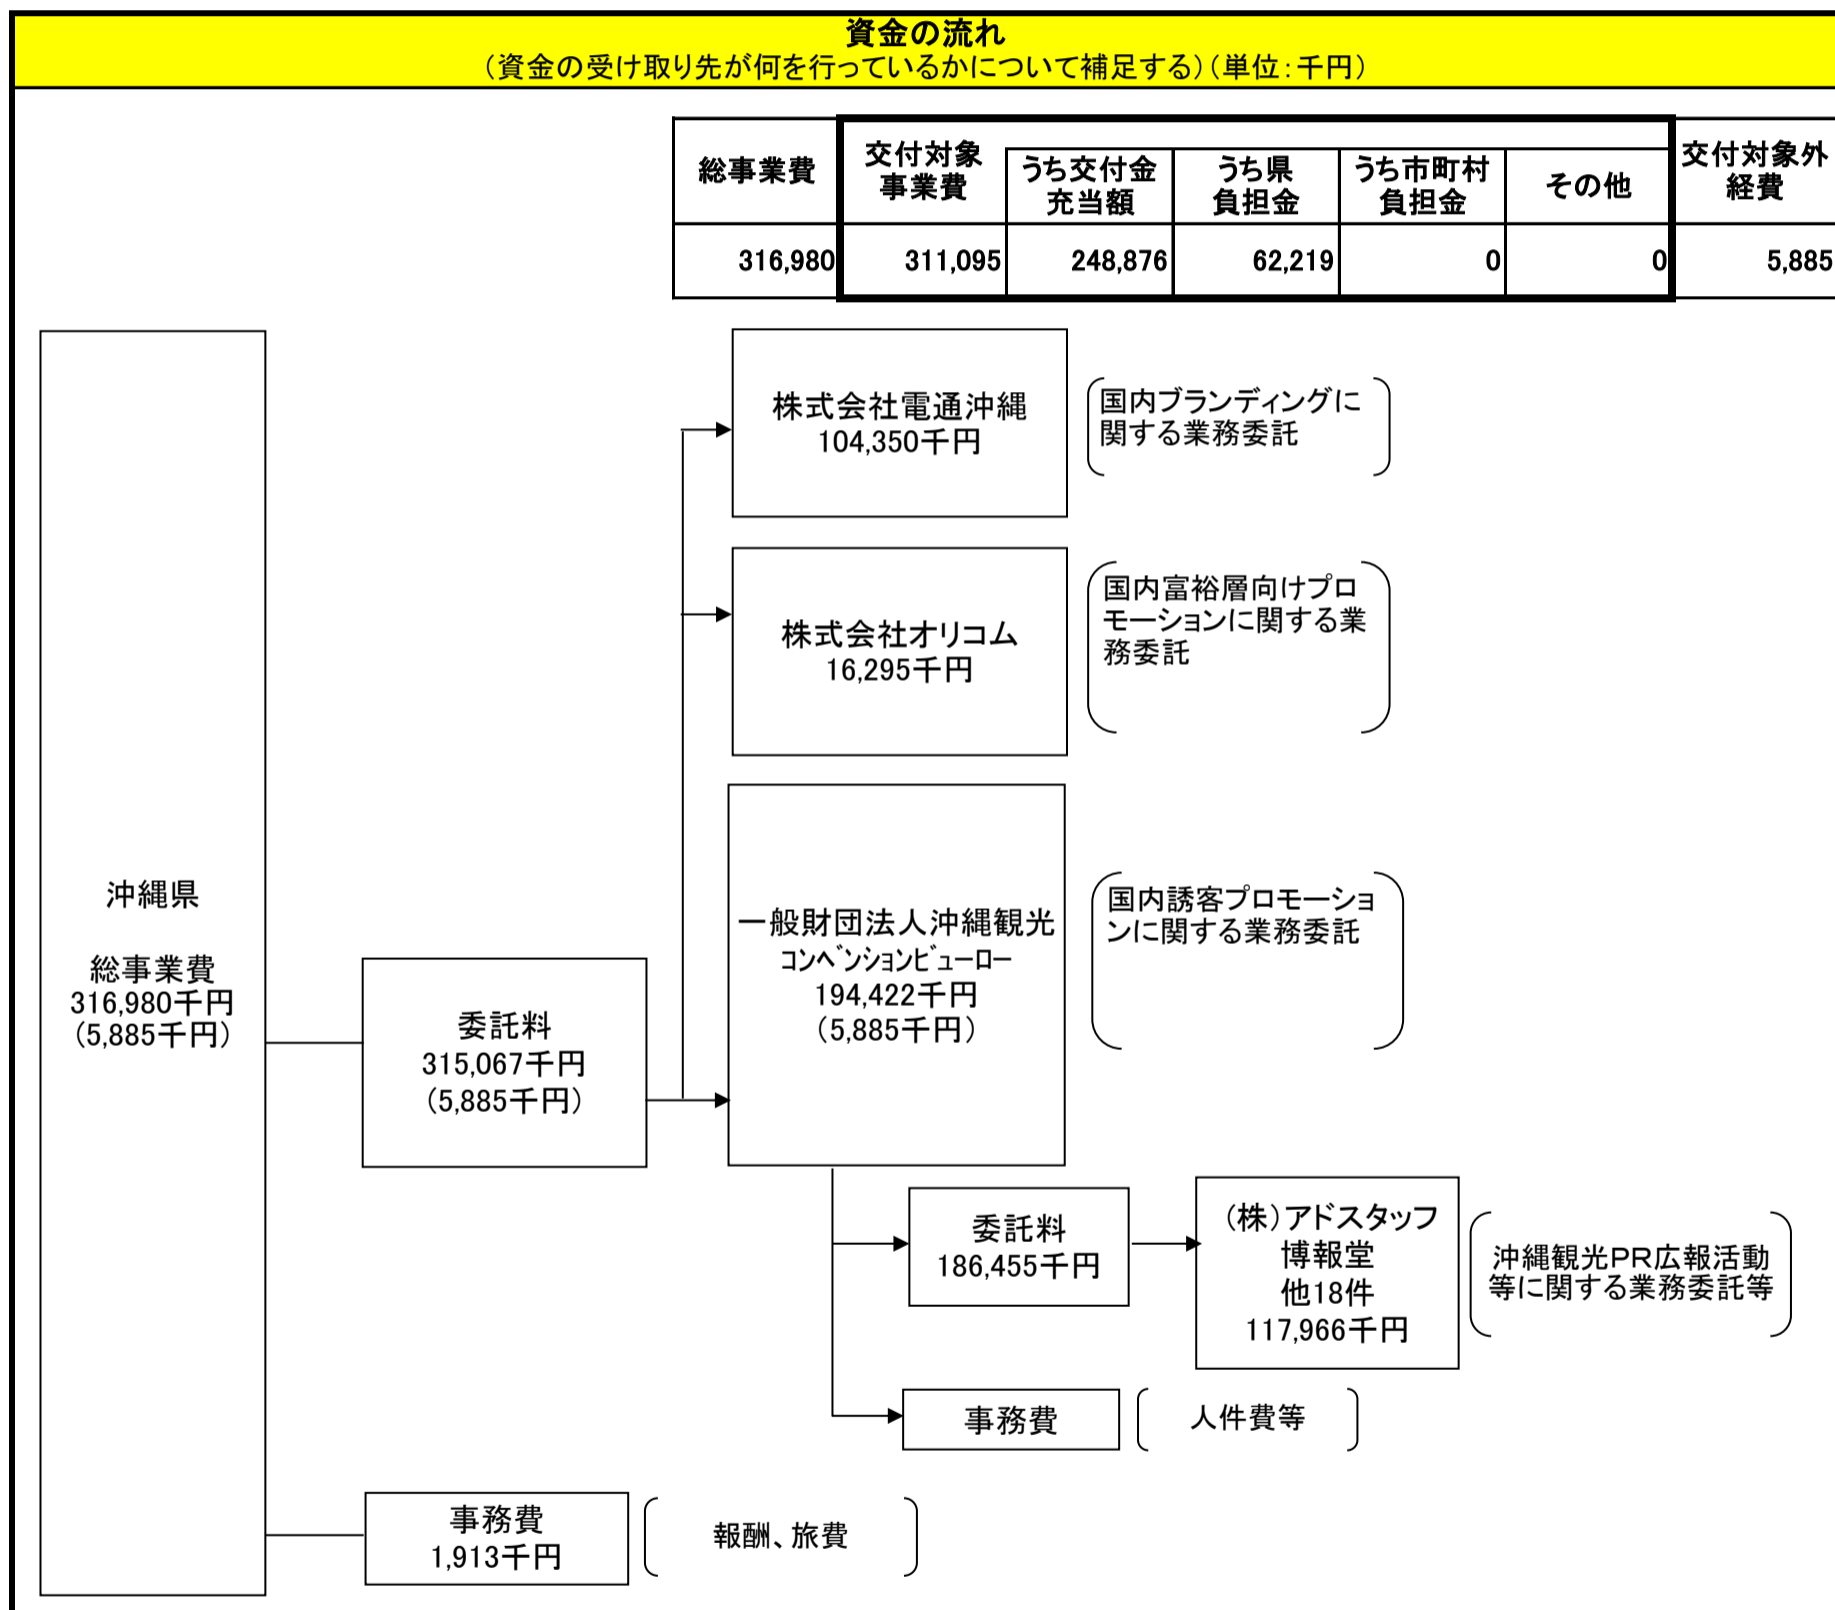 資金の流れ
（資金の受け取り先が何を行っているかについて補足する）（単位：千円）
総事業費
交付対象
事業費
うち交付金
充当額
うち県
負担金
うち市町村
負担金
その他
交付対象外
経費
316,980
311,095
248,876
62,219
0
0
5,885
株式会社電通沖縄
104,350千円
国内ブランディングに
関する業務委託
株式会社オリコム
16,295千円
国内富裕層向けプロ
モーションに関する業
務委託
沖縄県
総事業費
316,980千円
（5,885千円）
委託料
315,067千円
（5,885千円）
一般財団法人沖縄観光
ｺﾝﾍﾞﾝｼｮﾝﾋﾞｭｰﾛｰ
194,422千円
（5,885千円）
国内誘客プロモーショ
ンに関する業務委託
委託料
186,455千円
（株）アドスタッフ
博報堂
他18件
117,966千円
沖縄観光PR広報活動
等に関する業務委託等
事務費
人件費等
事務費
1,913千円
報酬、旅費